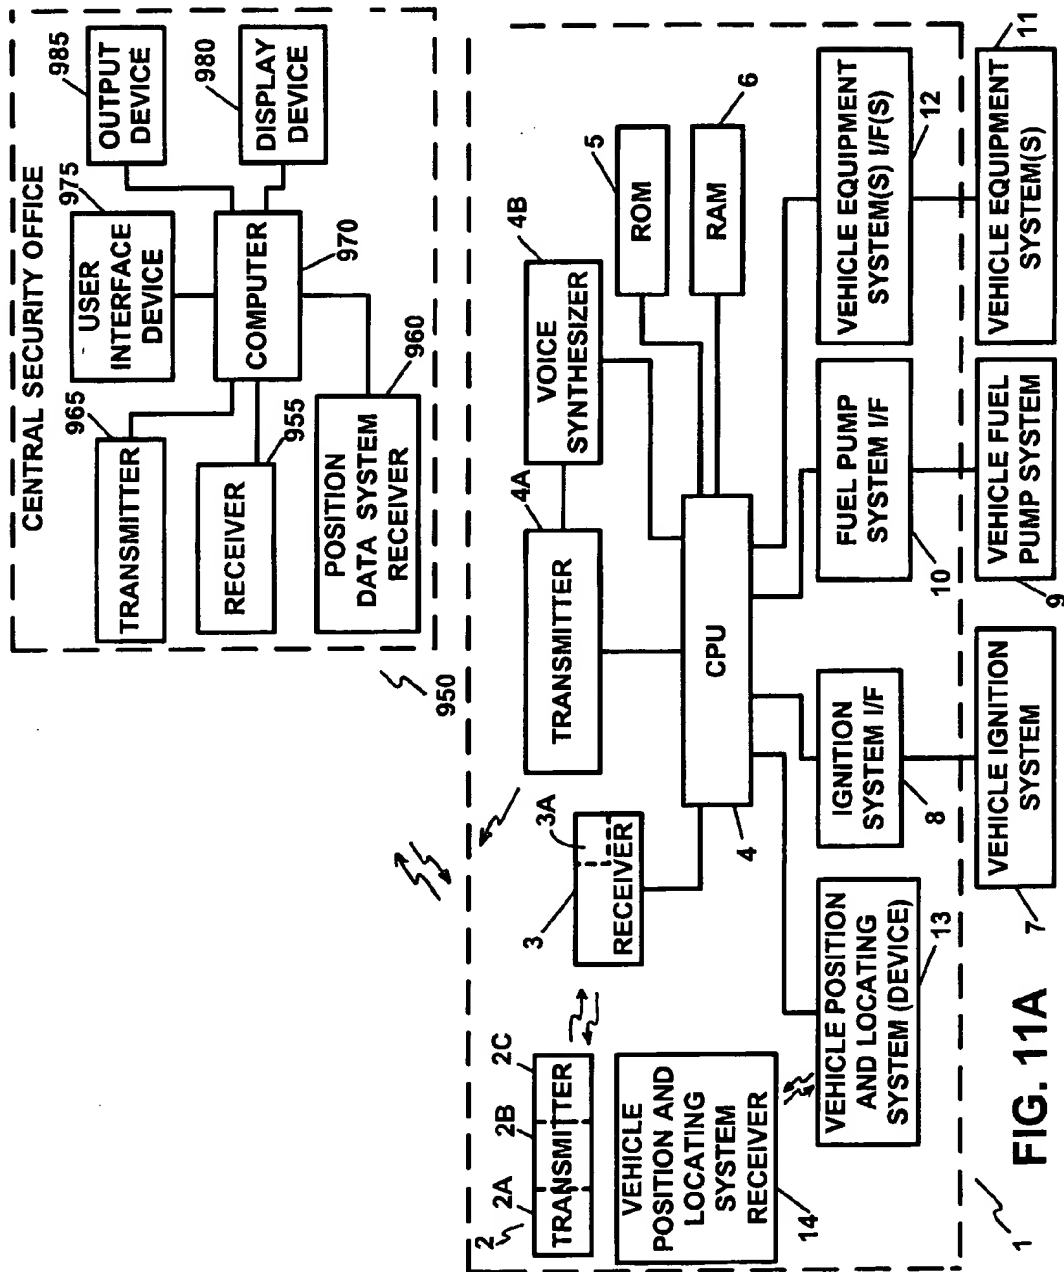 CENTRAL SECURITY OFFICE
965
TRANSMITTER
RECEIVER
955
POSITION
DATA SYSTEM
RECEIVER
960
975
USER
INTERFACE
DEVICE
COMPUTER
970
985
OUTPUT
DEVICE
980
DISPLAY
DEVICE
950
2
2A
2B
2C
TRANSMITTER
3
3A
RECEIVER
4A
TRANSMITTER
4B
VOICE
SYNTHESIZER
5
ROM
6
RAM
CPU
4
VEHICLE
POSITION AND
LOCATING
SYSTEM
RECEIVER
14
VEHICLE POSITION
AND LOCATING
SYSTEM (DEVICE)
13
IGNITION
SYSTEM I/F
8
FUEL PUMP
SYSTEM I/F
10
VEHICLE EQUIPMENT
SYSTEM(S) I/F(S)
12
VEHICLE IGNITION
SYSTEM
7
VEHICLE FUEL
PUMP SYSTEM
9
VEHICLE EQUIPMENT
SYSTEM(S)
11
1
FIG. 11A